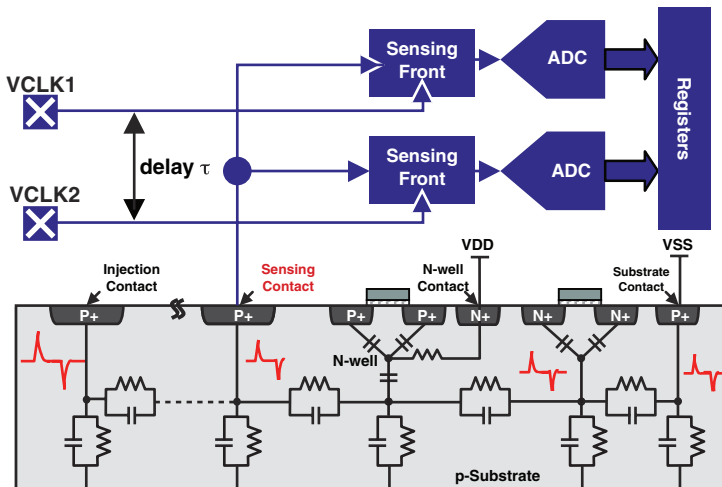 Sensing
Front
ADC
Registers
VCLK1
delay τ
Sensing
Front
ADC
VCLK2
VDD
VSS
Injection
Contact
Sensing
Contact
N-well
Contact
Substrate
Contact
P+
P+
P+
P+
N+
N+
N+
P+
N-well
p-Substrate